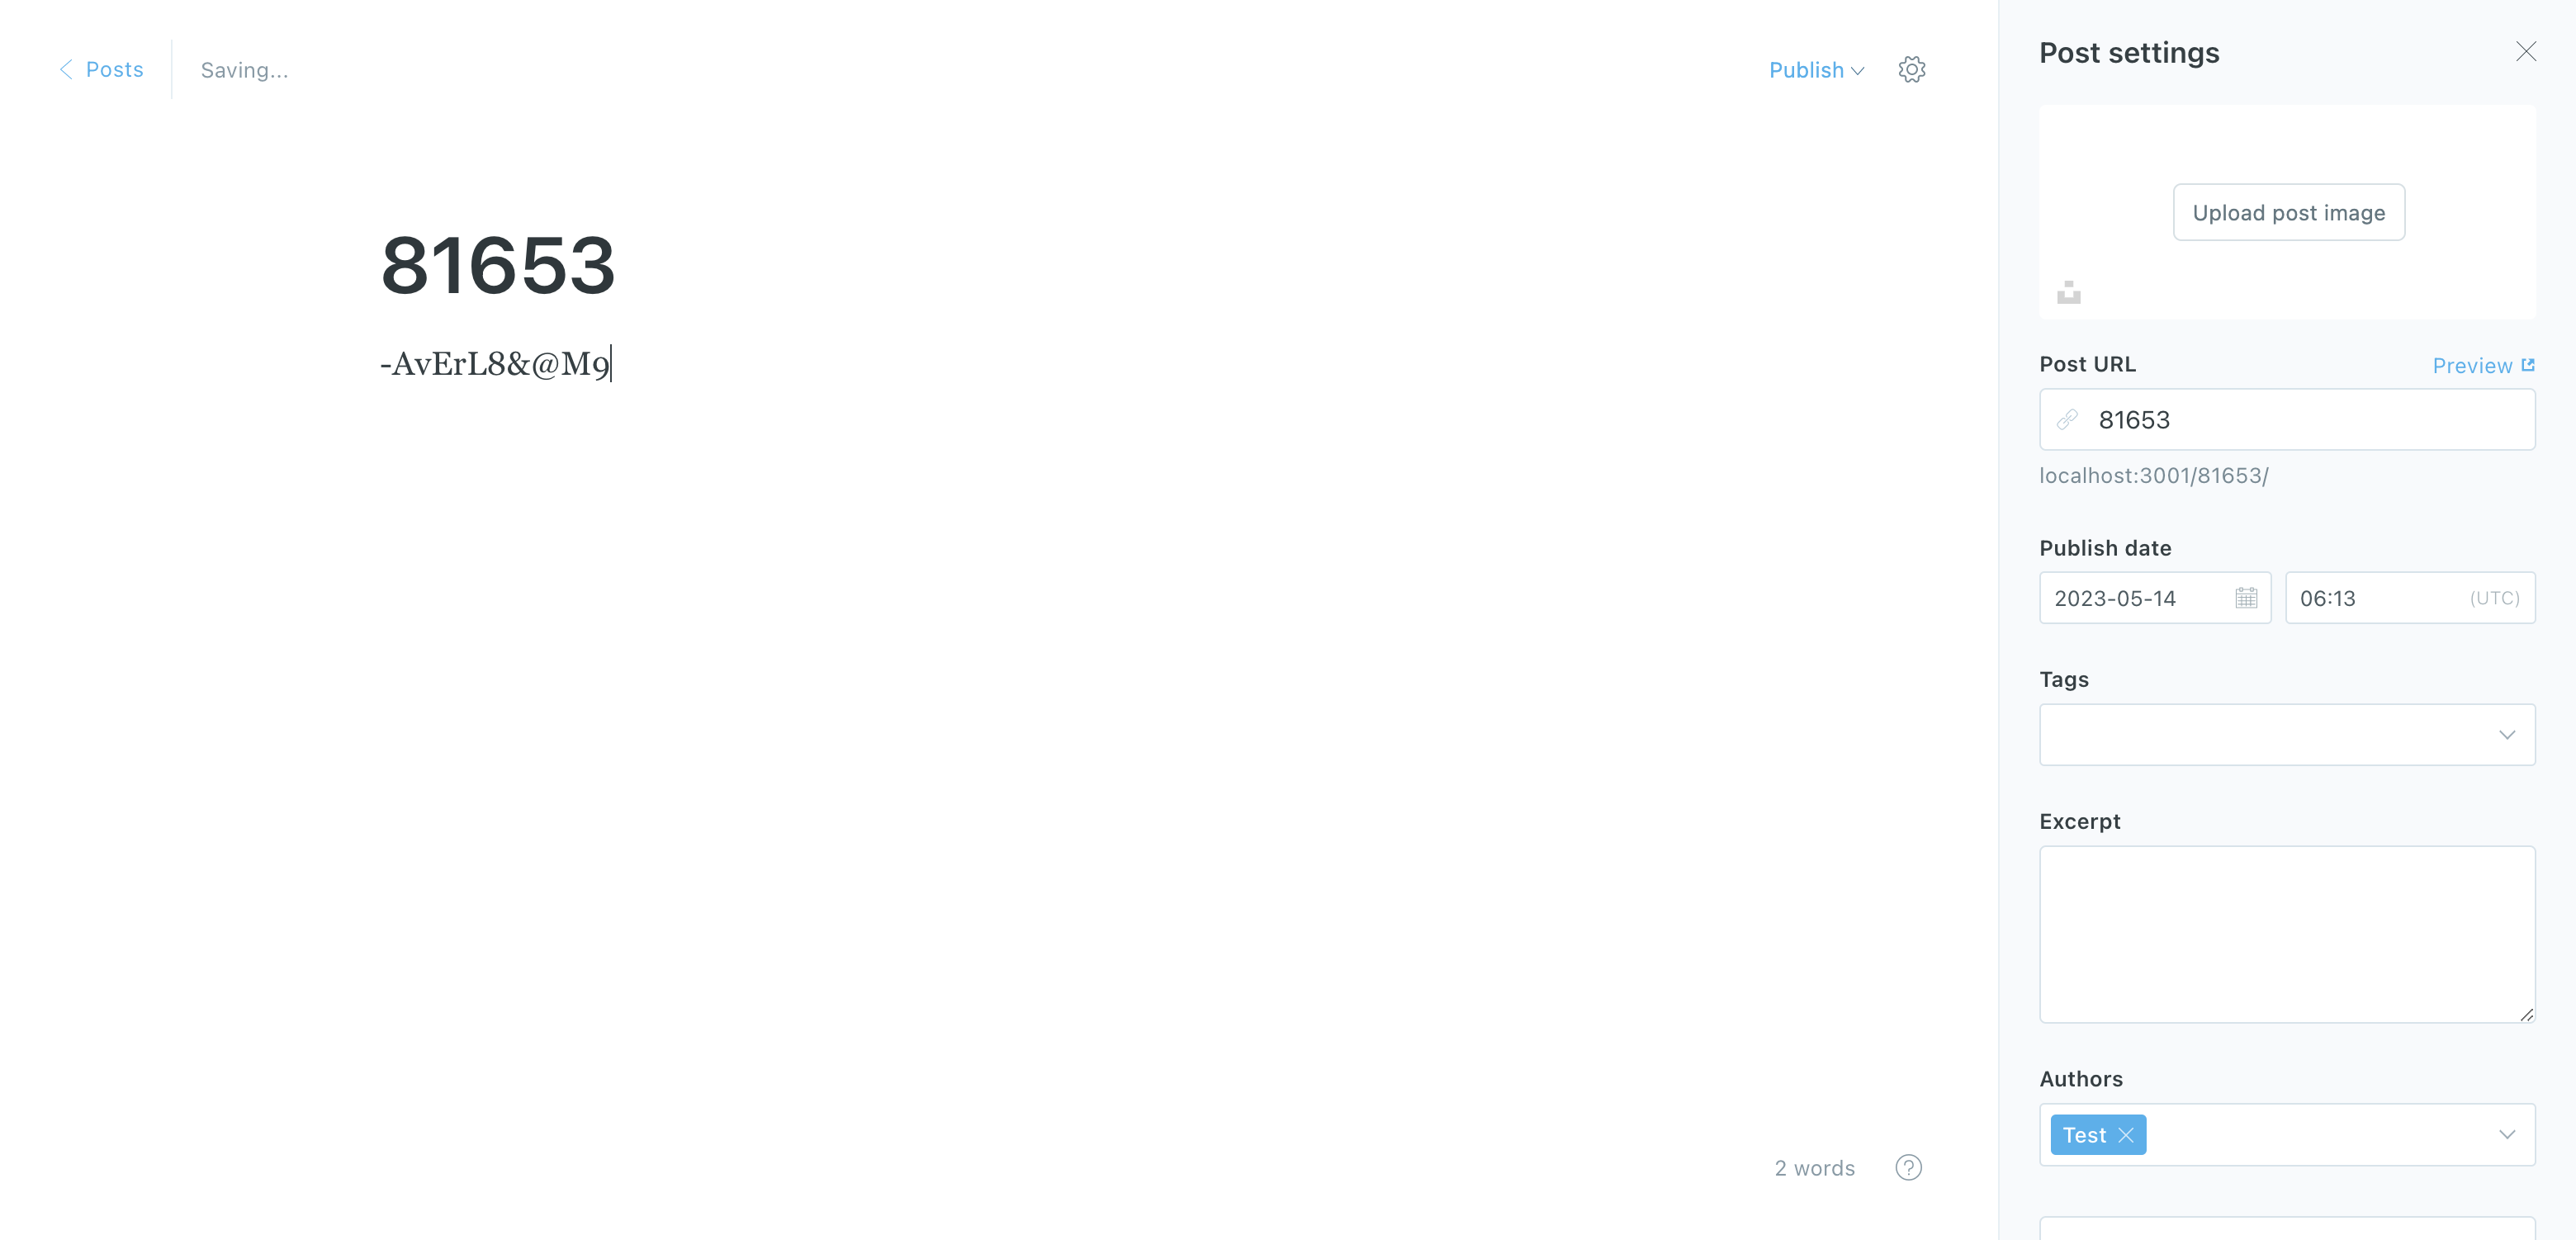 Posts
Saving...
Publish
81653
-AvErL8&@M9
2 words
?
Post settings
Upload post image
Post URL
Preview
81653
localhost:3001/81653/
Publish date
2023-05-14
06:13 (UTC)
Tags
Excerpt
Authors
Test